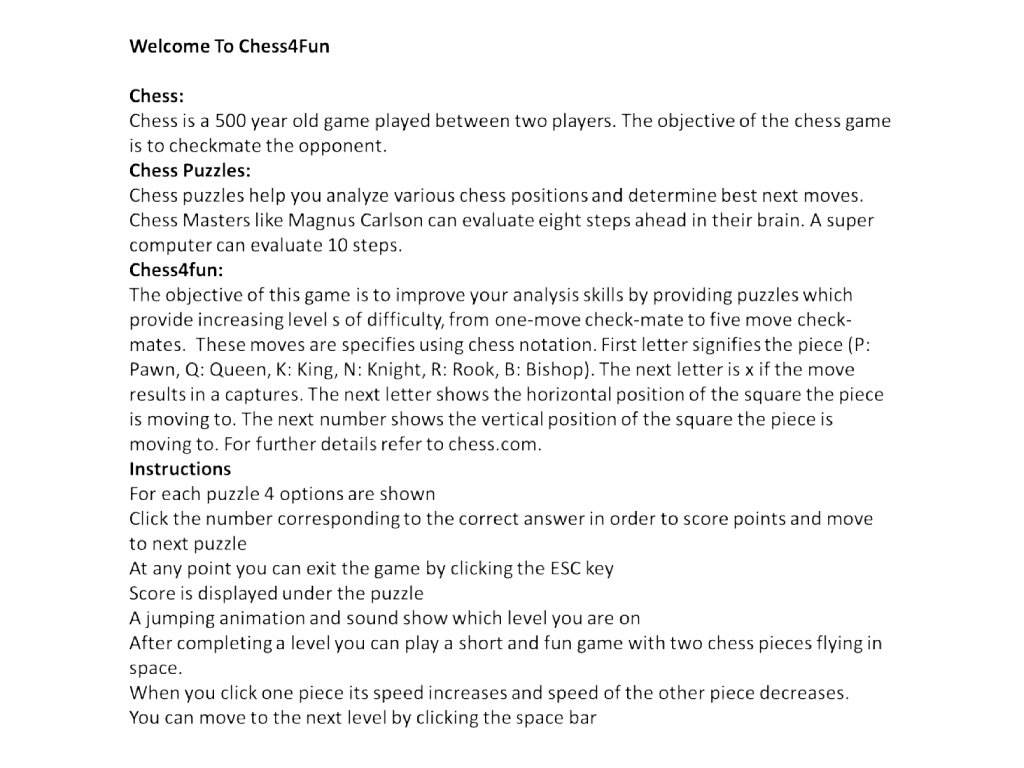 Welcome To Chess4Fun
Chess:
Chess is a 500 year old game played between two players. The objective of the chess game
is to checkmate the opponent.
Chess Puzzles:
Chess puzzles help you analyze various chess positions and determine best next moves.
Chess Masters like Magnus Carlson can evaluate eight steps ahead in their brain. A super
computer can evaluate 10 steps.
Chess4fun:
The objective of this game is to improve your analysis skills by providing puzzles which
provide increasing level s of difficulty, from one-move check-mate to five move check-
mates.  These moves are specifies using chess notation. First letter signifies the piece (P:
Pawn, Q: Queen, K: King, N: Knight, R: Rook, B: Bishop). The next letter is x if the move
results in a captures. The next letter shows the horizontal position of the square the piece
is moving to. The next number shows the vertical position of the square the piece is
moving to. For further details refer to chess.com.
Instructions
For each puzzle 4 options are shown
Click the number corresponding to the correct answer in order to score points and move
to next puzzle
At any point you can exit the game by clicking the ESC key
Score is displayed under the puzzle
A jumping animation and sound show which level you are on
After completing a level you can play a short and fun game with two chess pieces flying in
space.
When you click one piece its speed increases and speed of the other piece decreases.
You can move to the next level by clicking the space bar